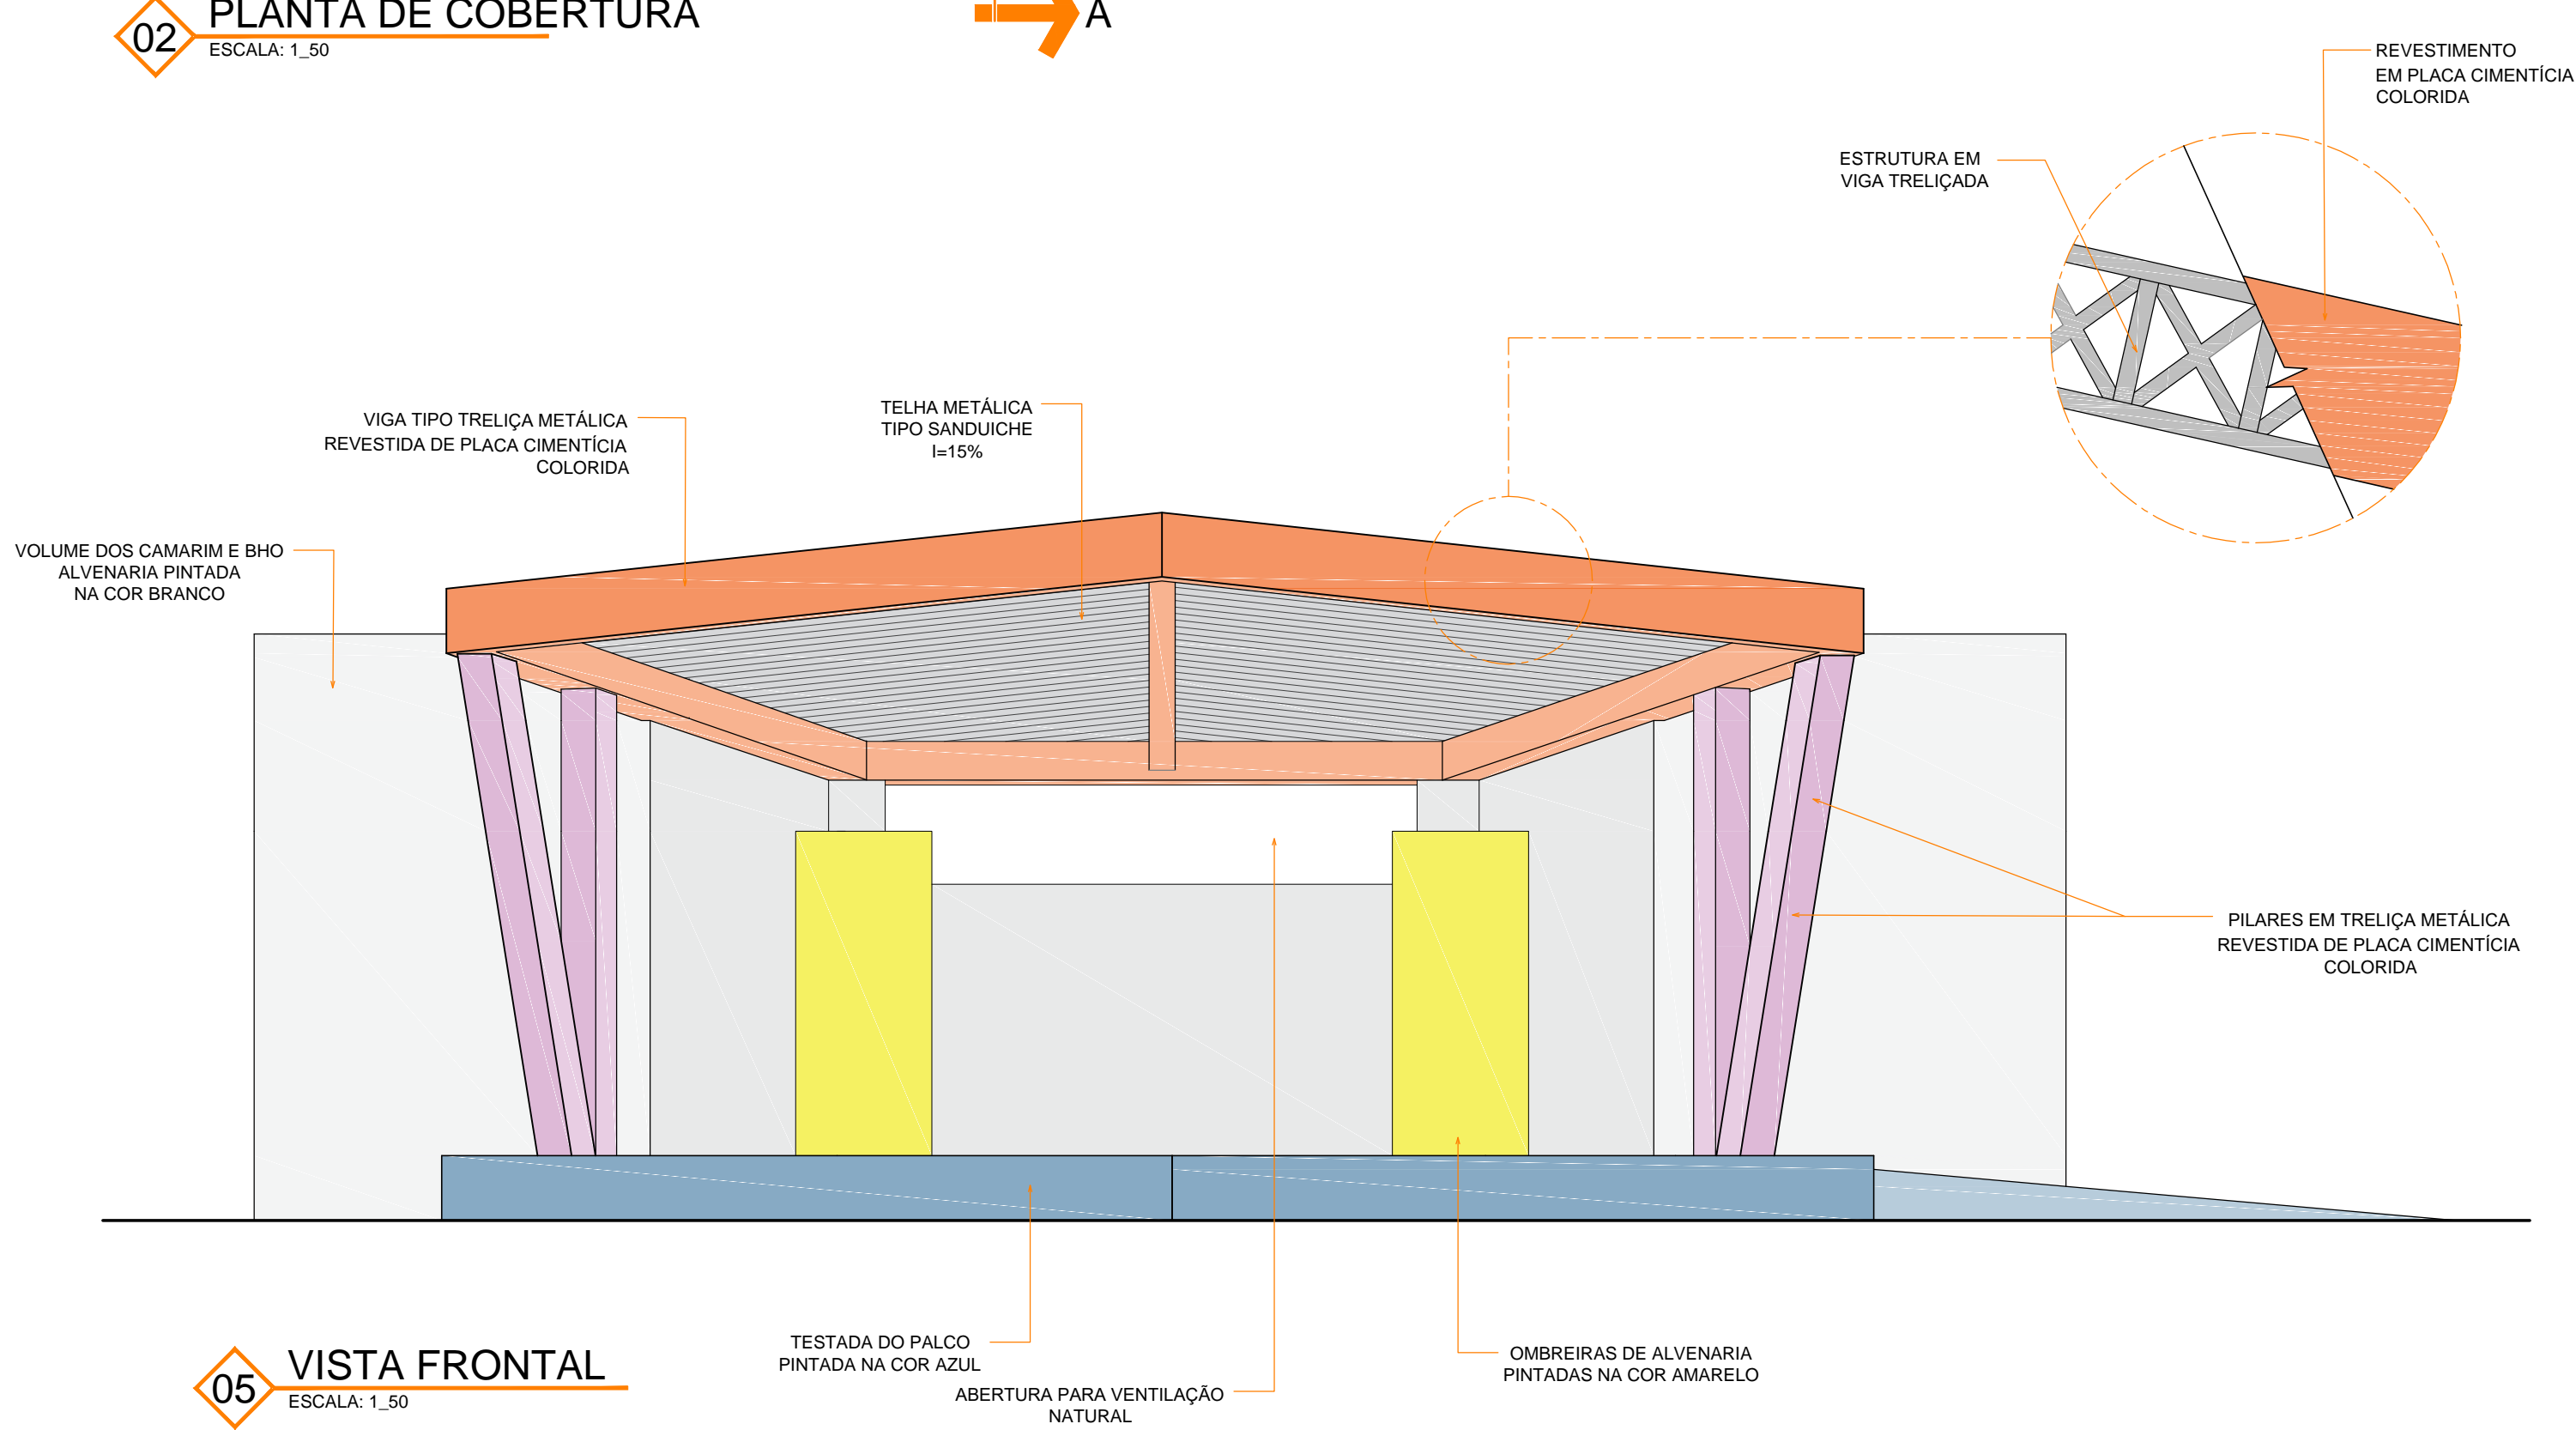 02
PLANTA DE COBERTURA
ESCALA: 1_50
A
REVESTIMENTO
EM PLACA CIMENTÍCIA
COLORIDA
ESTRUTURA EM
VIGA TRELIÇADA
VIGA TIPO TRELIÇA METÁLICA
REVESTIDA DE PLACA CIMENTÍCIA
COLORIDA
TELHA METÁLICA
TIPO SANDUICHE
I=15%
VOLUME DOS CAMARIM E BHO
ALVENARIA PINTADA
NA COR BRANCO
PILARES EM TRELIÇA METÁLICA
REVESTIDA DE PLACA CIMENTÍCIA
COLORIDA
TESTADA DO PALCO
PINTADA NA COR AZUL
ABERTURA PARA VENTILAÇÃO
NATURAL
OMBREIRAS DE ALVENARIA
PINTADAS NA COR AMARELO
05
VISTA FRONTAL
ESCALA: 1_50